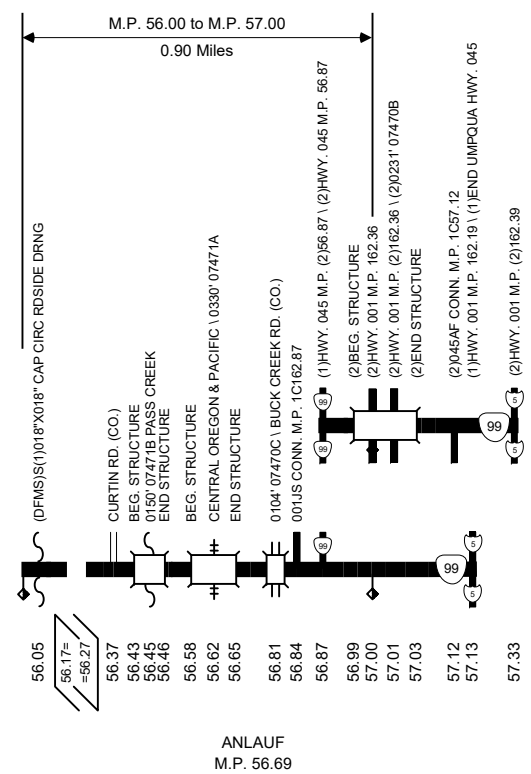 M.P. 56.00 to M.P. 57.00
0.90 Miles
(DFMS)S(1)018"X018" CAP CIRC RDSIDE DRNG
CURTIN RD. (CO.)
BEG. STRUCTURE
0150' 07471B PASS CREEK
END STRUCTURE
BEG. STRUCTURE
CENTRAL OREGON & PACIFIC \ 0330' 07471A
END STRUCTURE
0104' 07470C \ BUCK CREEK RD. (CO.)
001JS CONN. M.P. 1C162.87
(1)HWY. 045 M.P. (2)56.87 \ (2)HWY. 045 M.P. 56.87
(2)BEG. STRUCTURE
(2)HWY. 001 M.P. 162.36
(2)HWY. 001 M.P. (2)162.36 \ (2)0231' 07470B
(2)END STRUCTURE
(2)045AF CONN. M.P. 1C57.12
(1)HWY. 001 M.P. 162.19 \ (1)END UMPQUA HWY. 045
(2)HWY. 001 M.P. (2)162.39
99
99
99
5
5
99
99
5
5
56.05
56.17=
=56.27
56.37
56.43
56.45
56.46
56.58
56.62
56.65
56.81
56.84
56.87
56.99
57.00
57.01
57.03
57.12
57.13
57.33
ANLAUF
M.P. 56.69